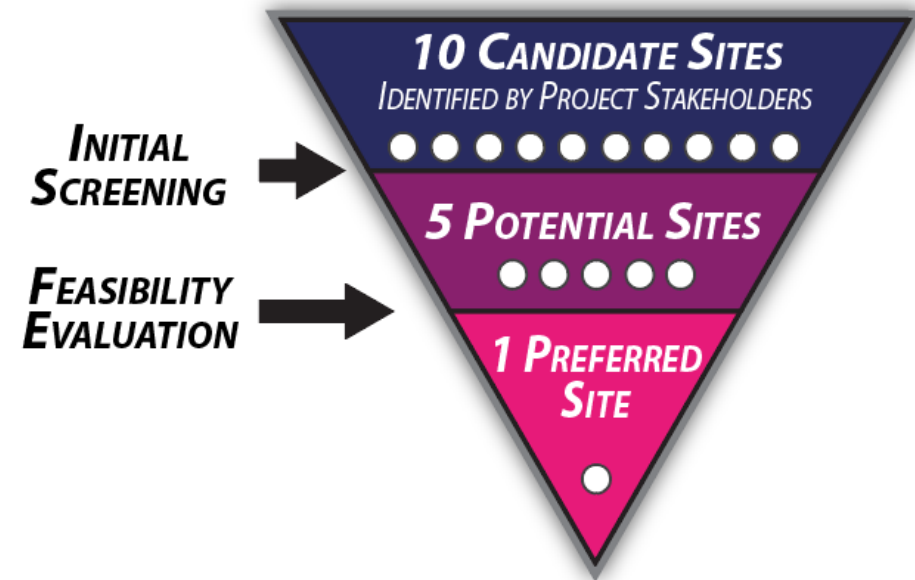 10 CANDIDATE SITES
IDENTIFIED BY PROJECT STAKEHOLDERS
INITIAL
SCREENING
5 POTENTIAL SITES
FEASIBILITY
EVALUATION
1 PREFERRED
SITE